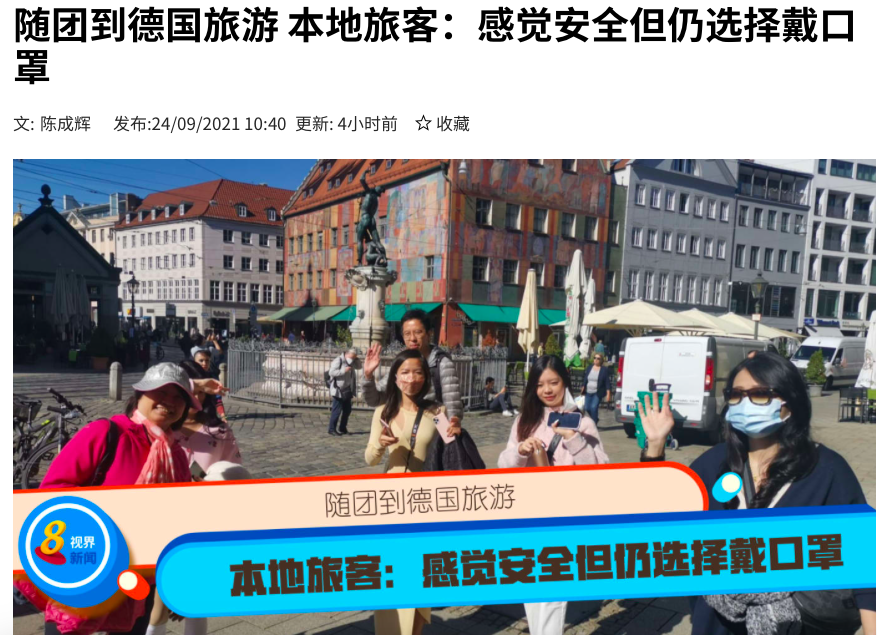 随团到德国旅游 本地旅客：感觉安全但仍选择戴口
罩
文: 陈成辉 发布:24/09/2021 10:40 更新: 4小时前 ☆ 收藏
随团到德国旅游
8 视界
新闻
本地旅客：感觉安全但仍选择戴口罩